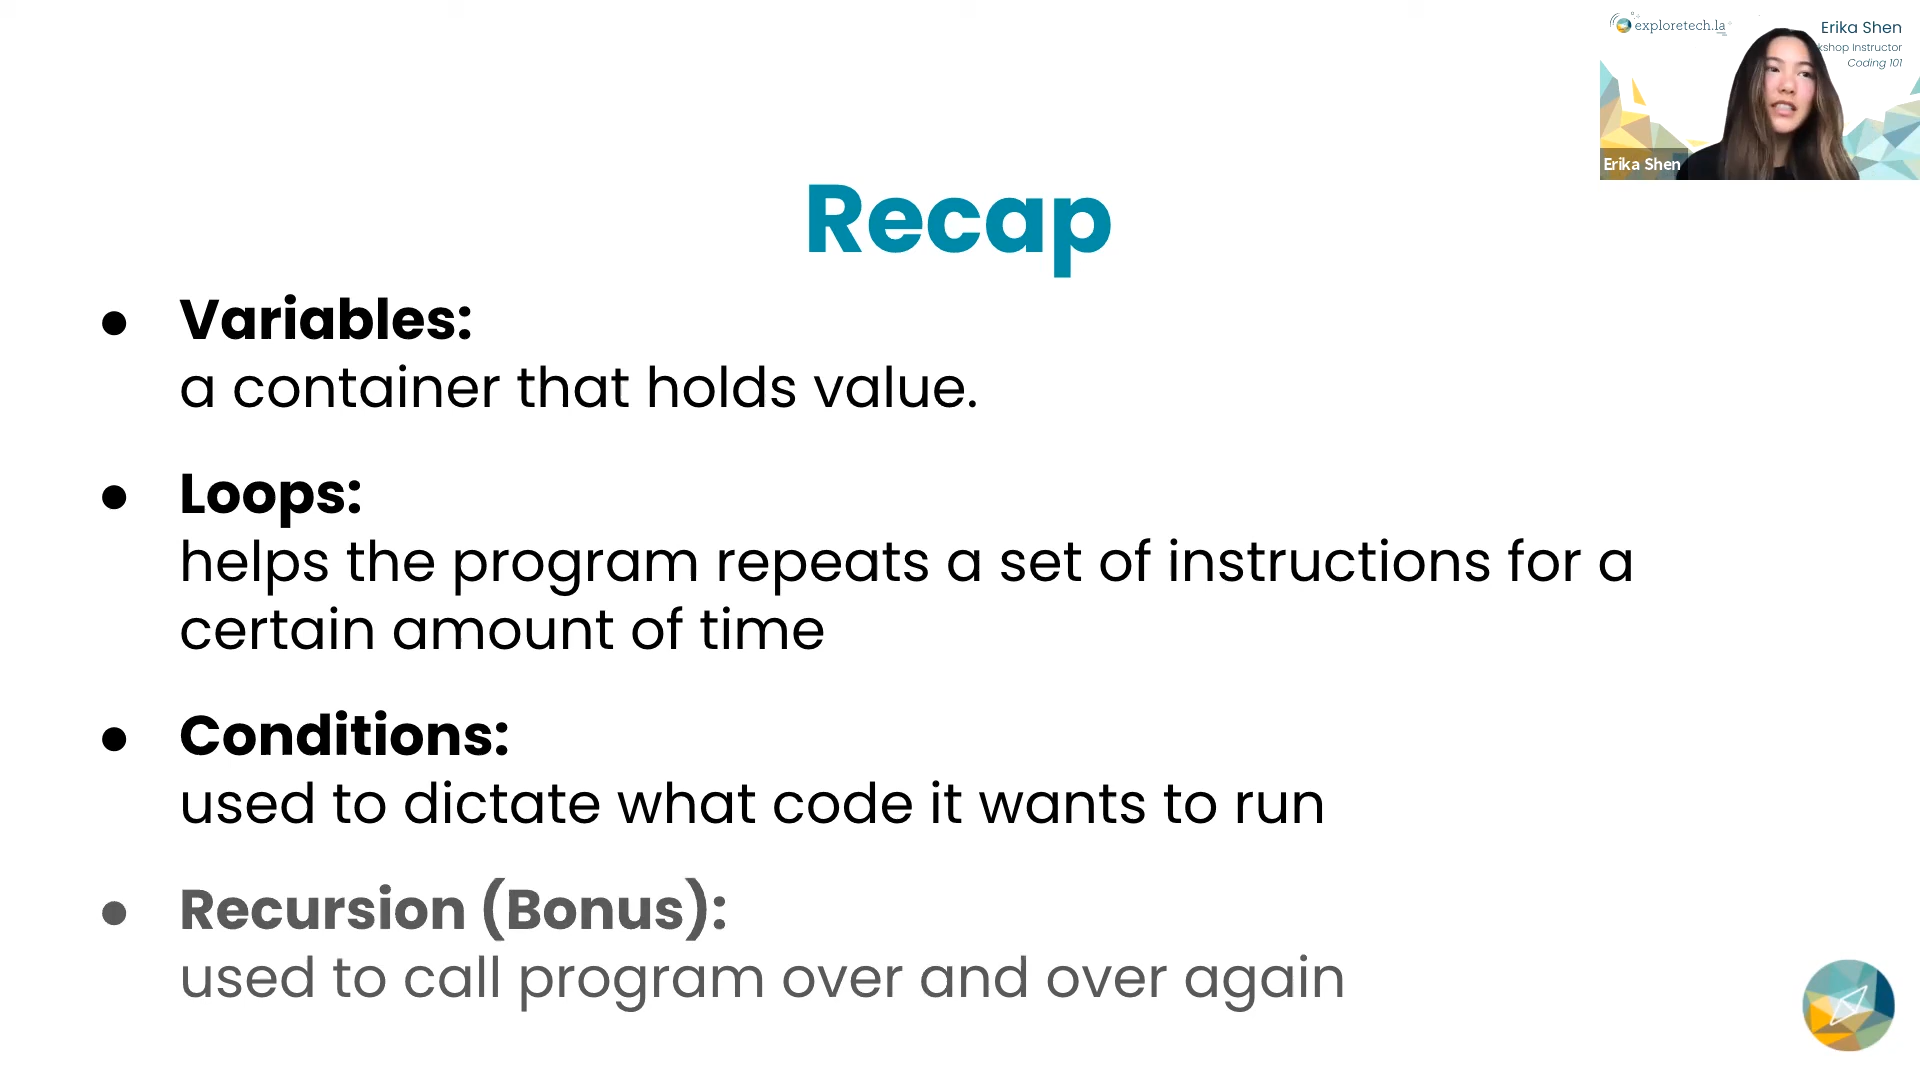 exploretech.la
Erika Shen
kshop Instructor
Coding 101
Erika Shen
Recap
● Variables:
a container that holds value.
● Loops:
helps the program repeats a set of instructions for a
certain amount of time
● Conditions:
used to dictate what code it wants to run
● Recursion (Bonus):
used to call program over and over again